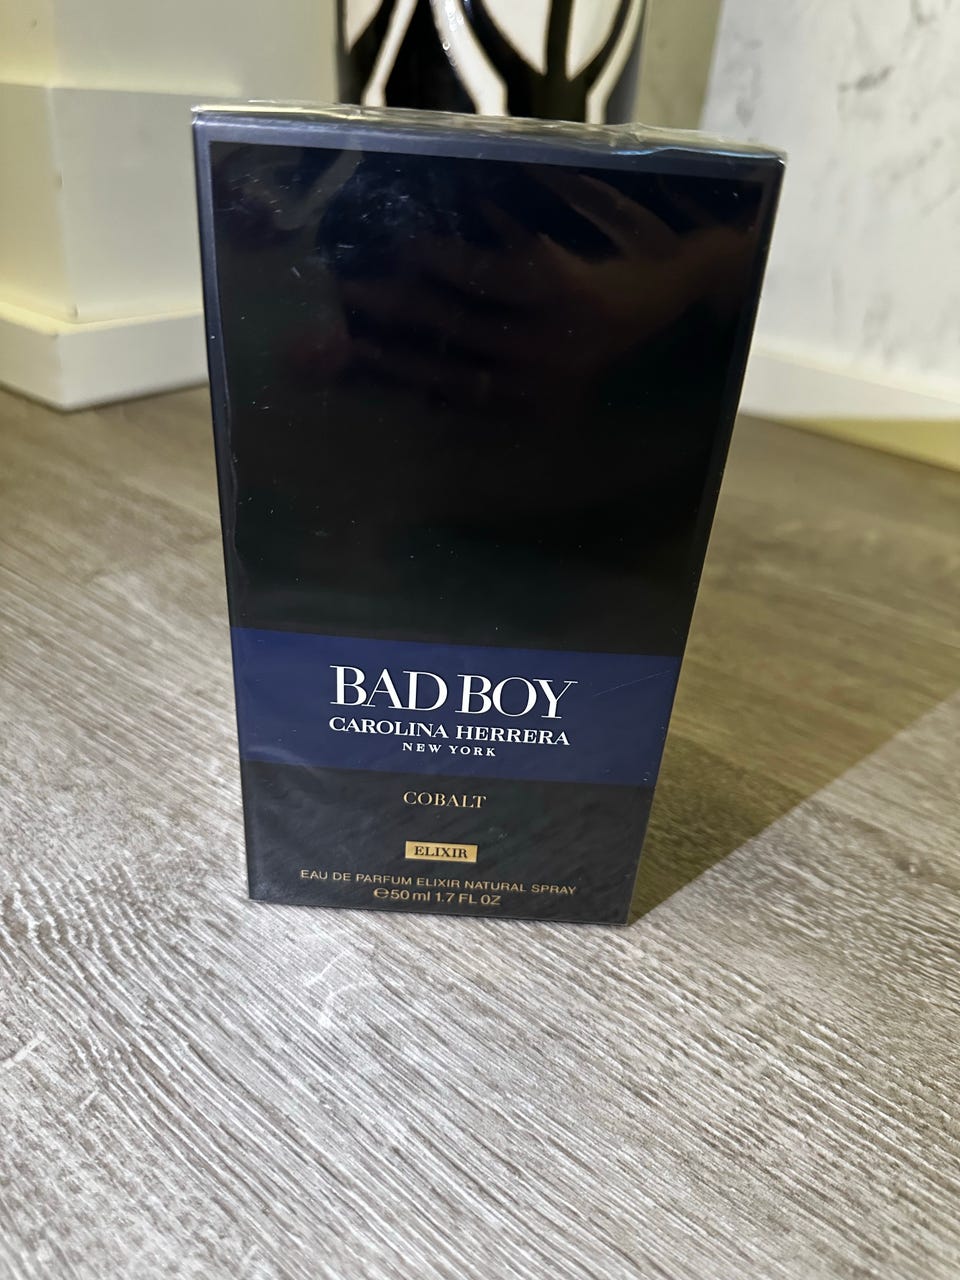 BAD BOY
CAROLINA HERRERA
NEW YORK
COBALT
ELIXIR
EAU DE PARFUM ELIXIR NATURAL SPRAY
℮50 ml 1.7 FL OZ